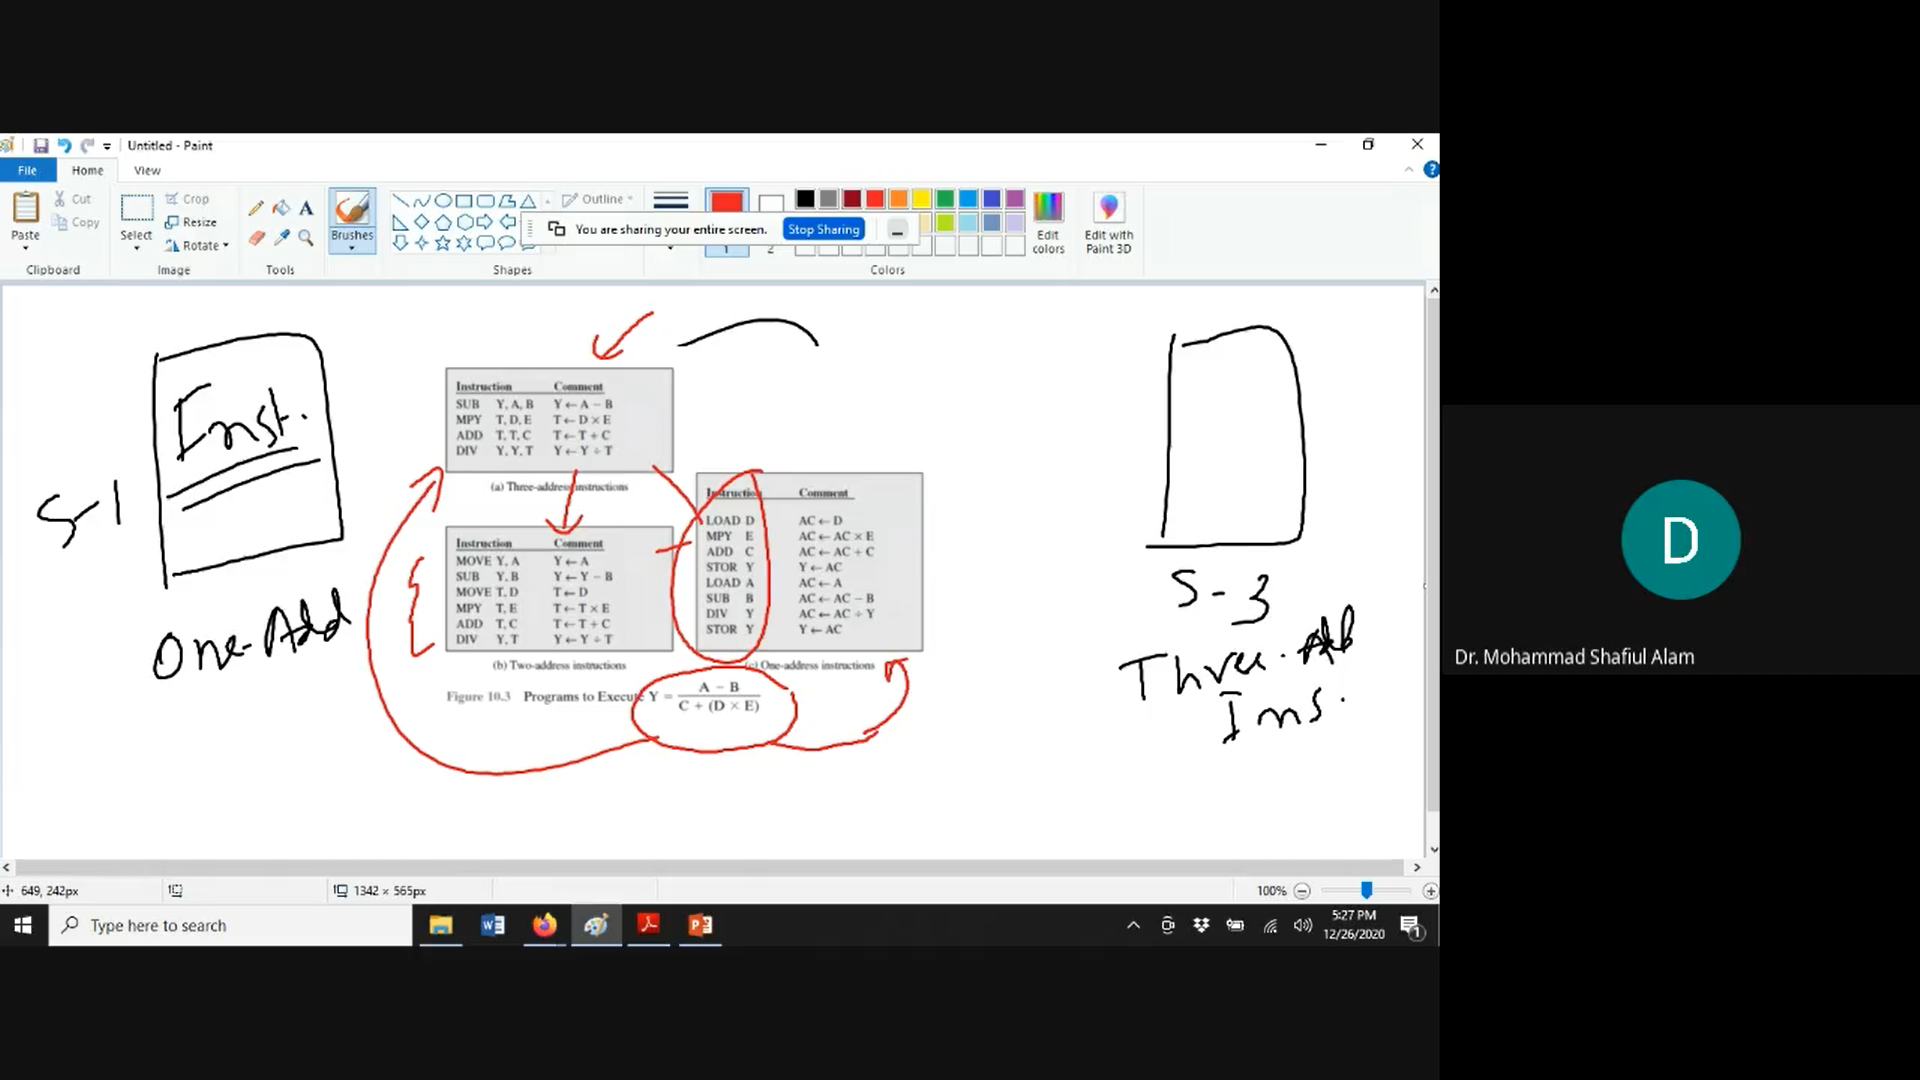 Untitled - Paint
File Home View
Cut
Copy
Paste
Clipboard
Select
Crop
Resize
Rotate
Image
Tools
Brushes
Outline
Shapes
You are sharing your entire screen. Stop Sharing
1 2
Edit colors
Edit with Paint 3D
Colors
Inst.
S-1
One-Add
Instruction Comment
SUB Y, A, B Y ← A − B
MPY T, D, E T ← D × E
ADD T, T, C T ← T + C
DIV Y, Y, T Y ← Y ÷ T
(a) Three-address instructions
Instruction Comment
MOVE Y, A Y ← A
SUB Y, B Y ← Y − B
MOVE T, D T ← D
MPY T, E T ← T × E
ADD T, C T ← T + C
DIV Y, T Y ← Y ÷ T
(b) Two-address instructions
Instruction Comment
LOAD D AC ← D
MPY E AC ← AC × E
ADD C AC ← AC + C
STOR Y Y ← AC
LOAD A AC ← A
SUB B AC ← AC − B
DIV Y AC ← AC ÷ Y
STOR Y Y ← AC
(c) One-address instructions
Figure 10.3 Programs to Execute Y = A − B
C + (D × E)
S-3
Three-
Ins.
649, 242px
1342 × 565px
100%
Type here to search
5:27 PM
12/26/2020
1
D
Dr. Mohammad Shafiul Alam